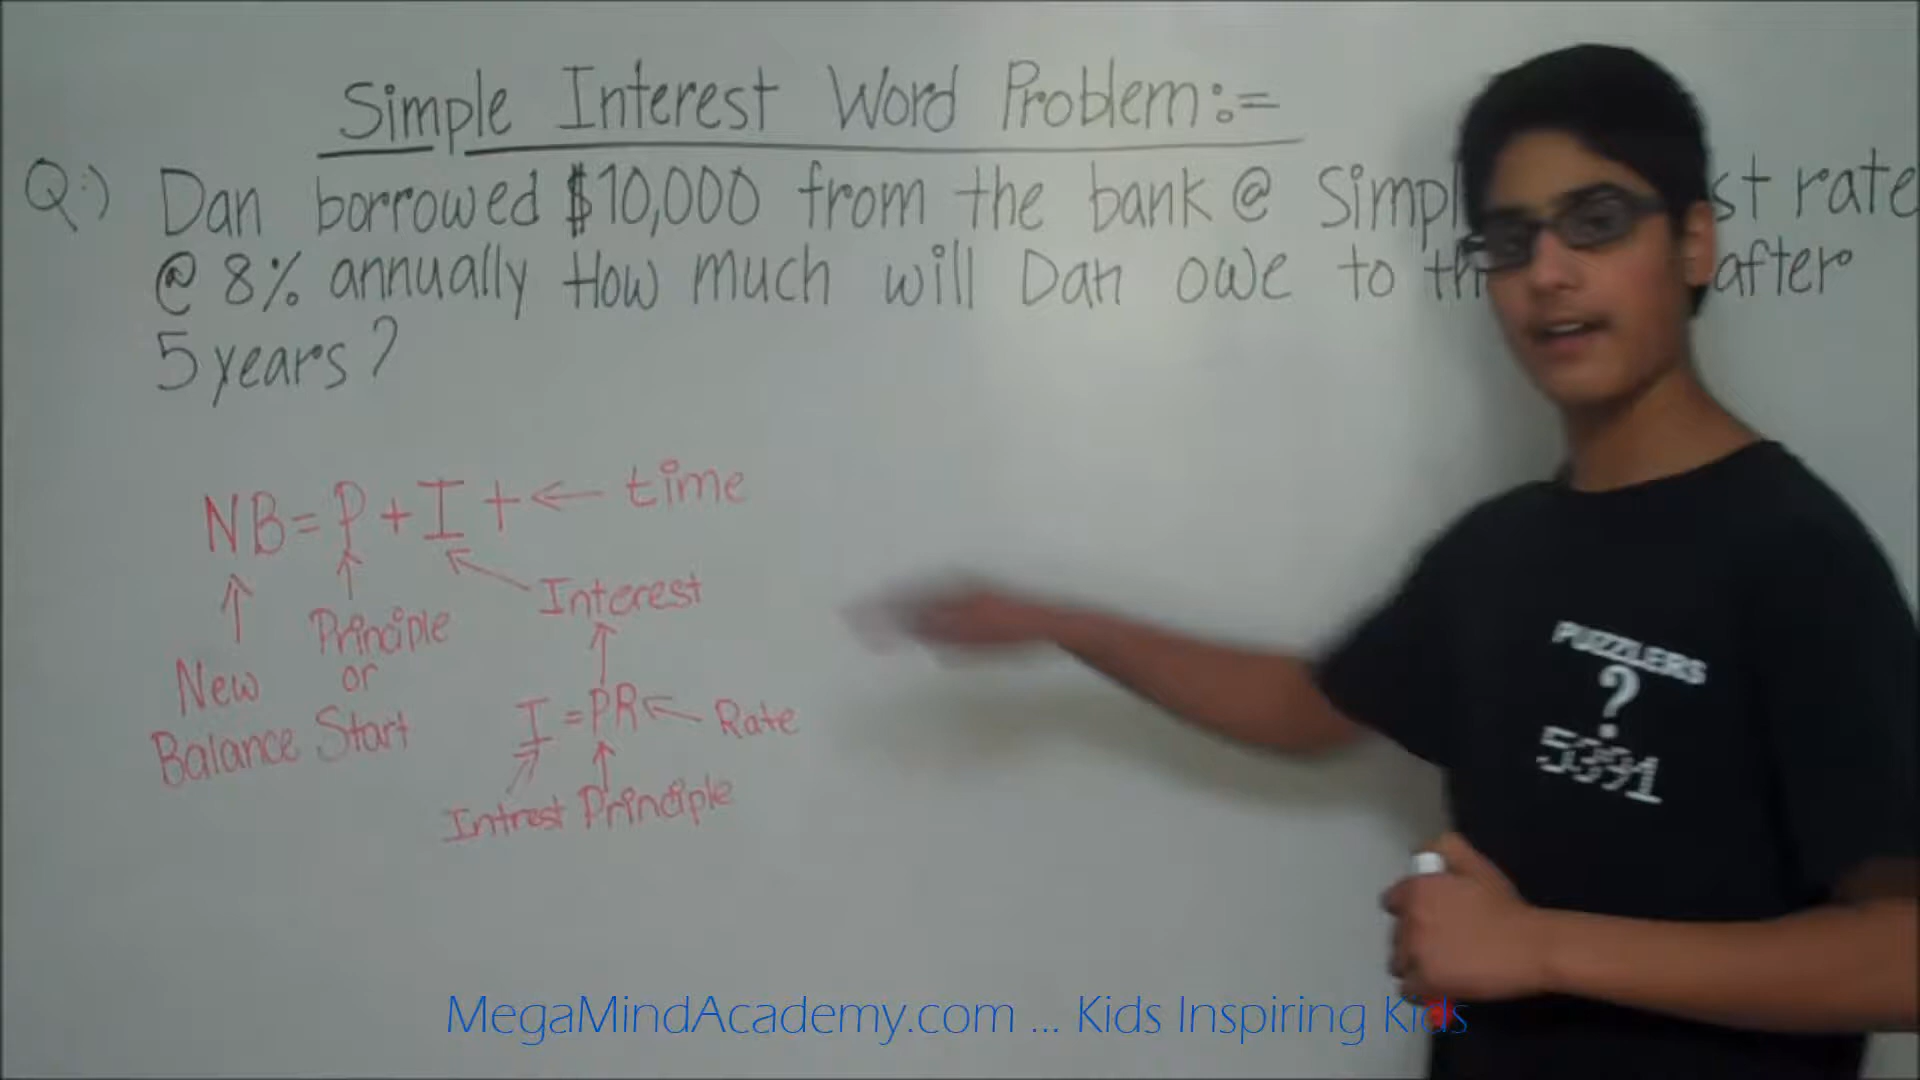 Simple Interest Word Problem:=
Q:) Dan borrowed $10,000 from the bank @ Simpl st rate
@ 8% annually How much will Dan owe to th after
5 years?
NB=P+It ← time
Interest
Principle
or
New
Balance Start
I=PR Rate
Intrest Principle
PUZZLERS
?
5391
MegaMindAcademy.com ... Kids Inspiring Kids